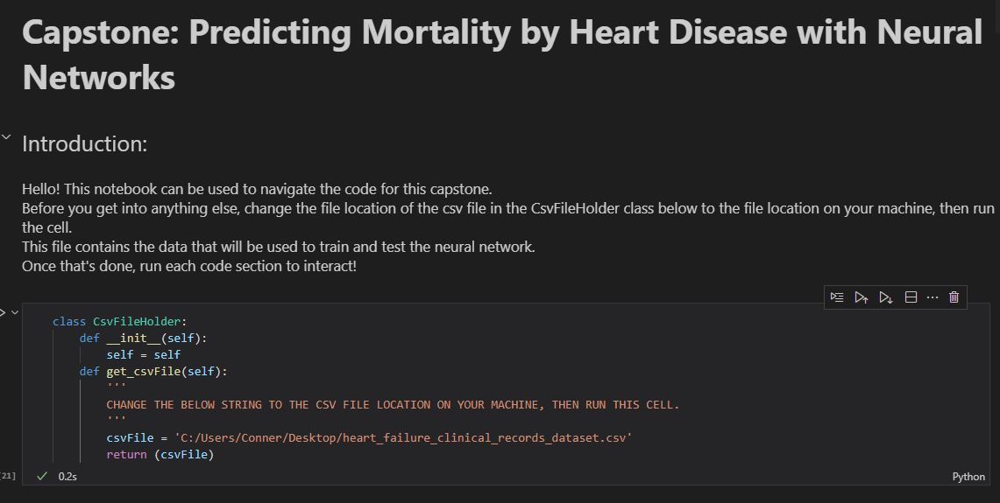 Capstone: Predicting Mortality by Heart Disease with Neural
Networks
Introduction:
Hello! This notebook can be used to navigate the code for this capstone.
Before you get into anything else, change the file location of the csv file in the CsvFileHolder class below to the file location on your machine, then run
the cell.
This file contains the data that will be used to train and test the neural network.
Once that's done, run each code section to interact!
class CsvFileHolder:
    def __init__(self):
        self = self
    def get_csvFile(self):
        '''
        CHANGE THE BELOW STRING TO THE CSV FILE LOCATION ON YOUR MACHINE, THEN RUN THIS CELL.
        '''
        csvFile = 'C:/Users/Conner/Desktop/heart_failure_clinical_records_dataset.csv'
        return (csvFile)
[21] 0.2s Python